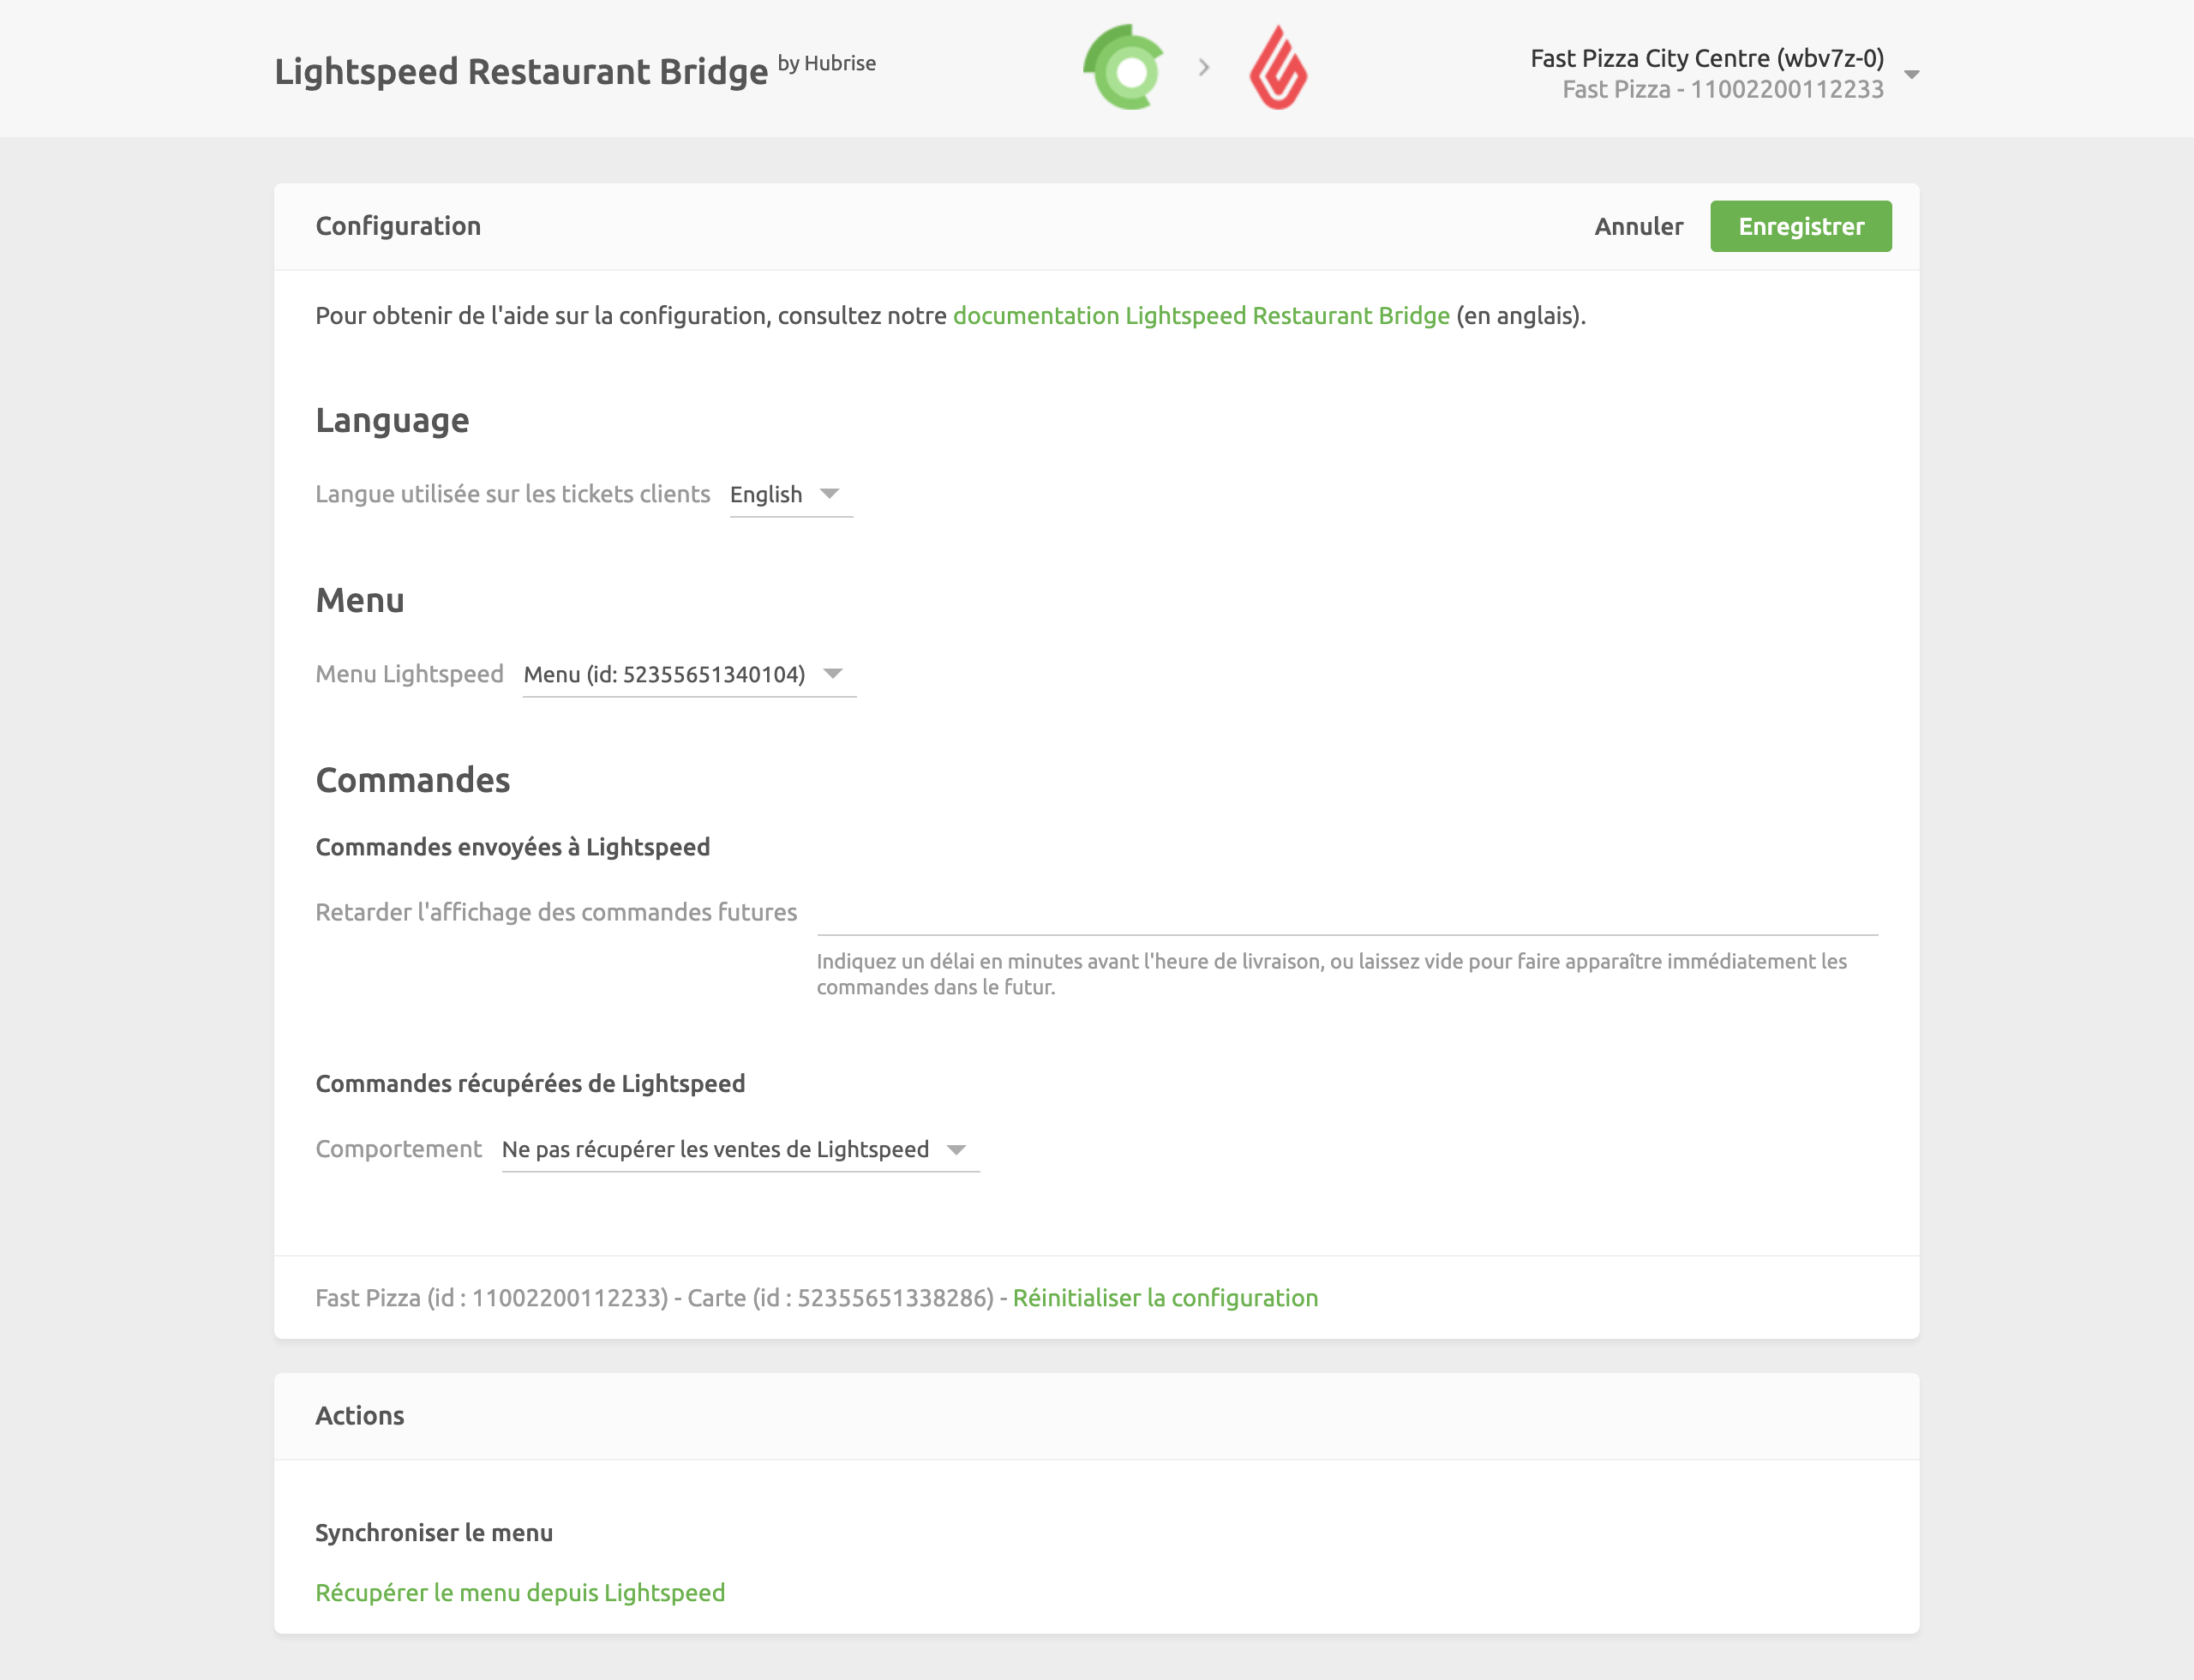 Lightspeed Restaurant Bridge by Hubrise
Fast Pizza City Centre (wbv7z-0)
Fast Pizza - 11002200112233
Configuration
Annuler
Enregistrer
Pour obtenir de l'aide sur la configuration, consultez notre documentation Lightspeed Restaurant Bridge (en anglais).
Language
Langue utilisée sur les tickets clients English
Menu
Menu Lightspeed Menu (id: 52355651340104)
Commandes
Commandes envoyées à Lightspeed
Retarder l'affichage des commandes futures
Indiquez un délai en minutes avant l'heure de livraison, ou laissez vide pour faire apparaître immédiatement les
commandes dans le futur.
Commandes récupérées de Lightspeed
Comportement Ne pas récupérer les ventes de Lightspeed
Fast Pizza (id : 11002200112233) - Carte (id : 52355651338286) - Réinitialiser la configuration
Actions
Synchroniser le menu
Récupérer le menu depuis Lightspeed